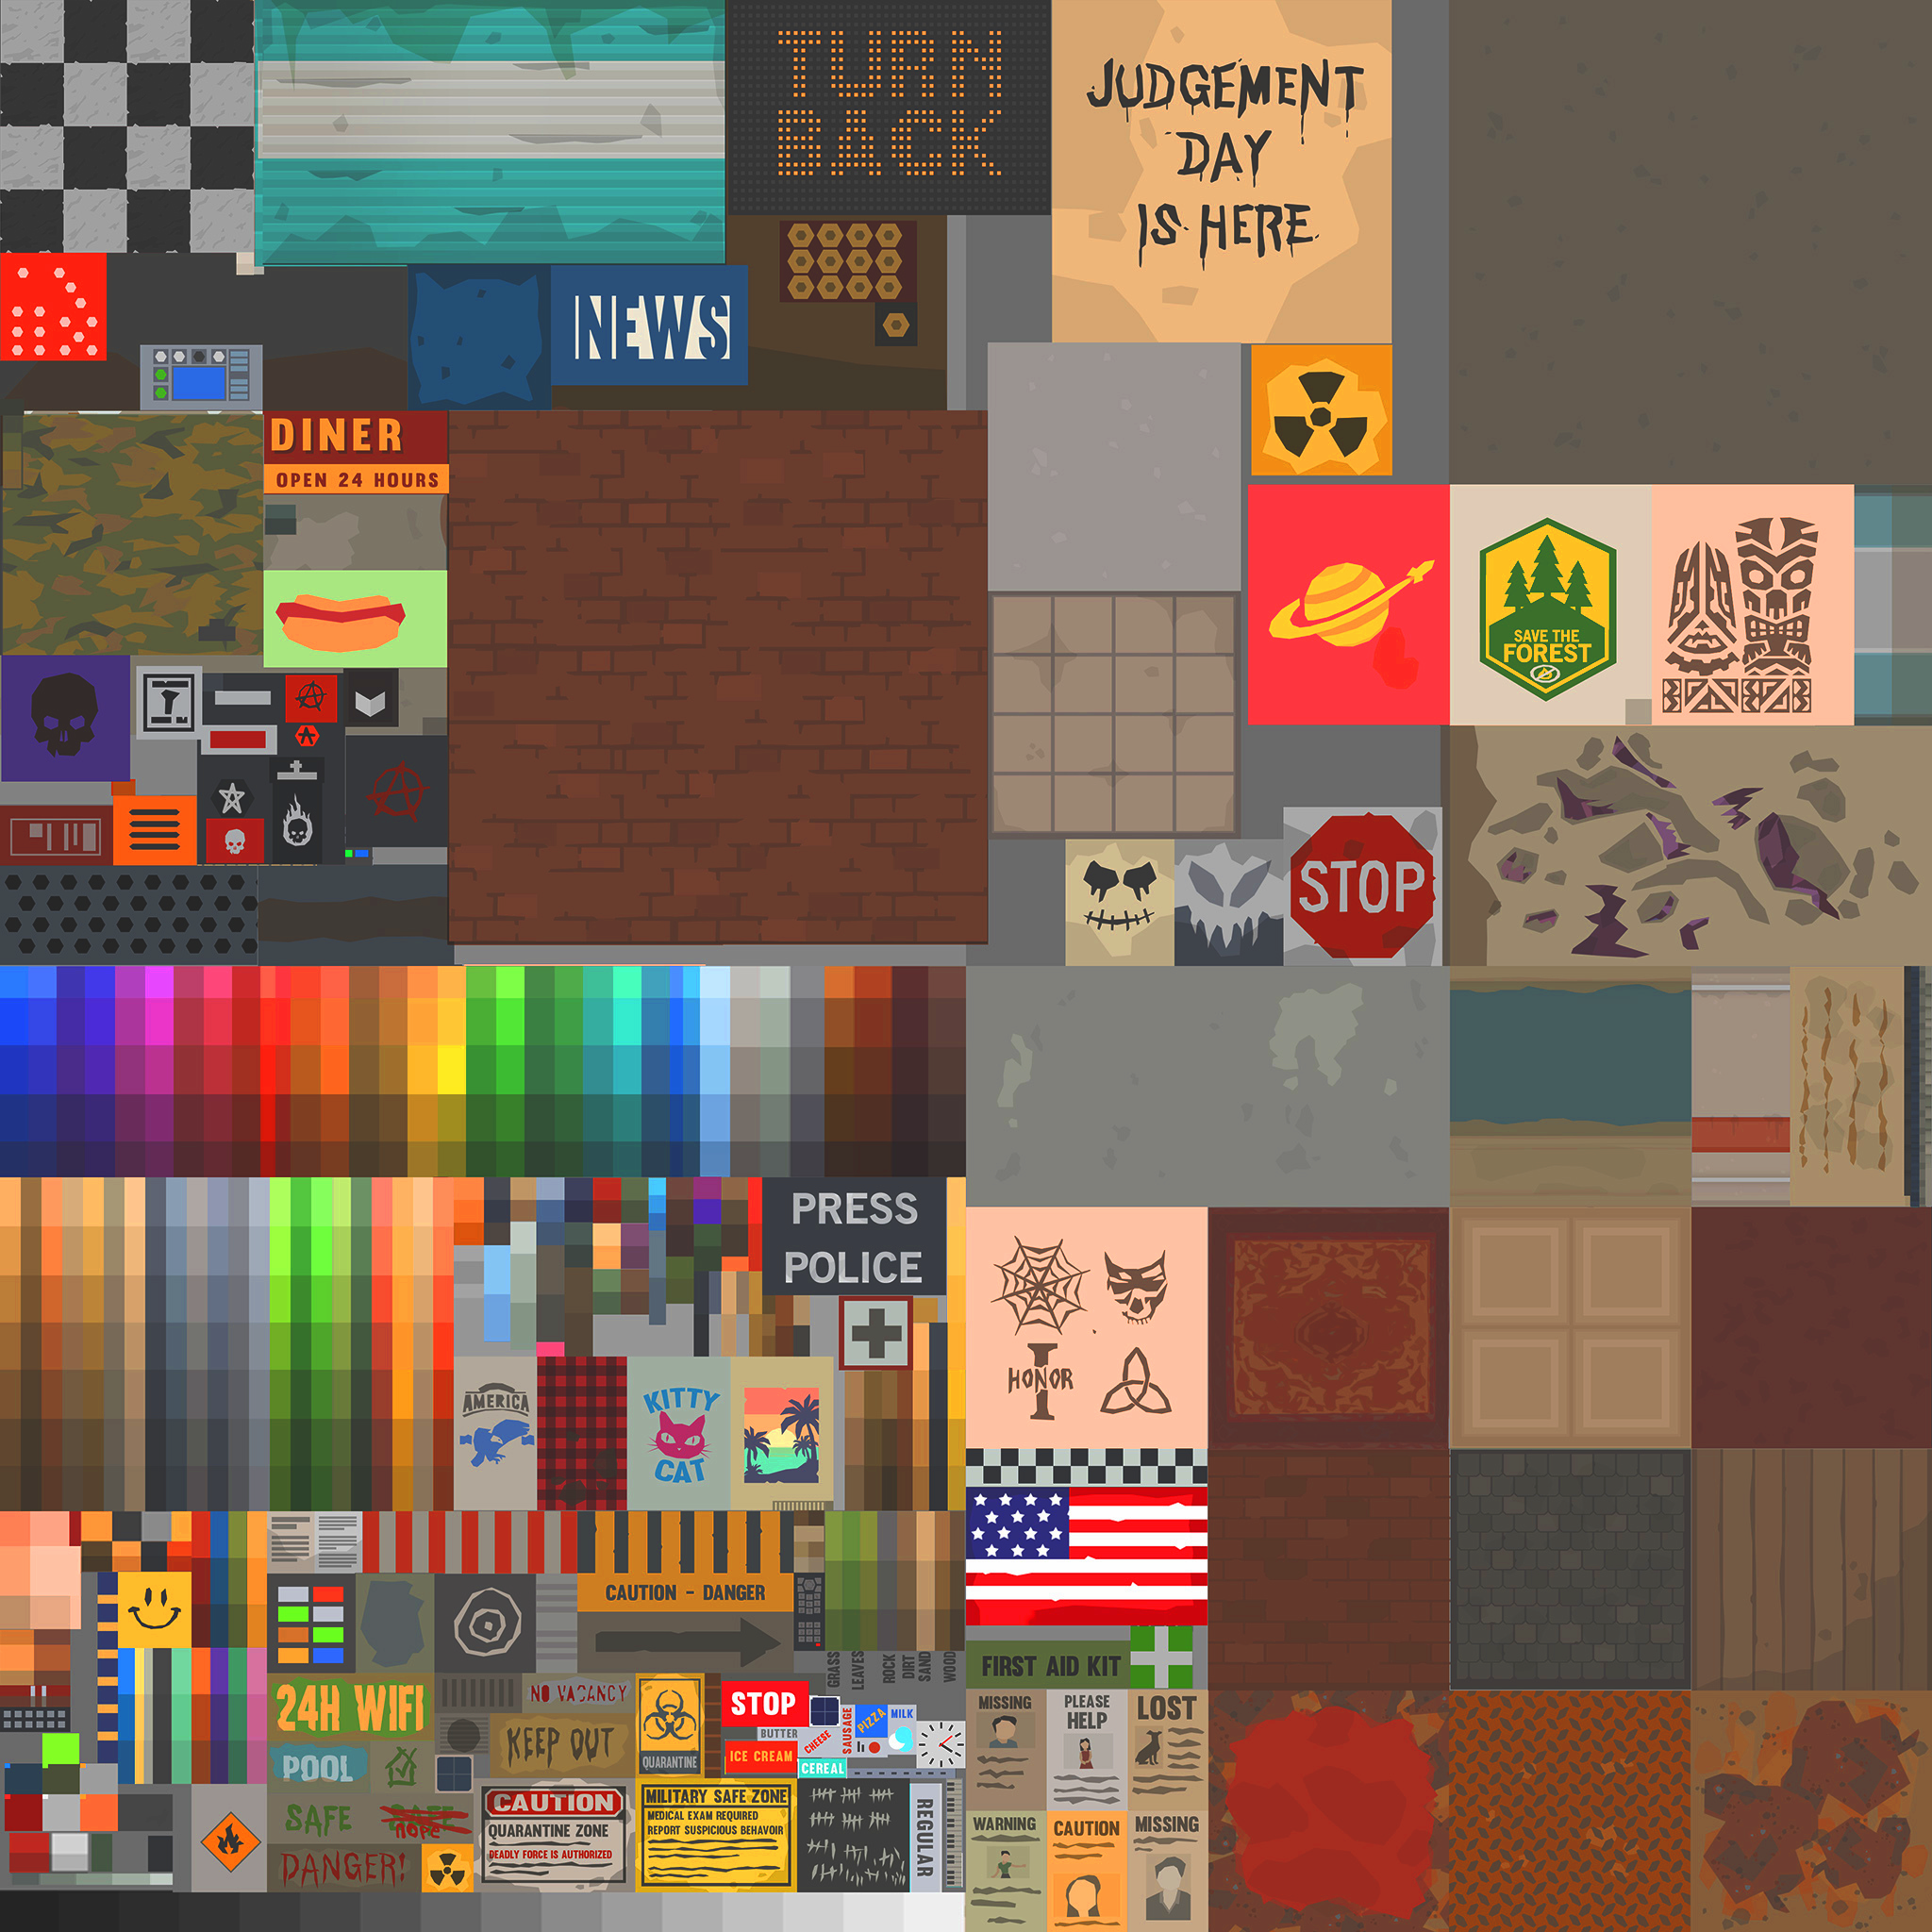 TURN
BACK
JUDGEMENT
DAY
IS HERE
NEWS
DINER
OPEN 24 HOURS
SAVE THE
FOREST
STOP
PRESS
POLICE
AMERICA
KITTY
CAT
HONOR
CAUTION - DANGER
GRASS
LEAVES
ROCK
DIRT
SAND
WOOD
24H WIFI
NO VACANCY
KEEP OUT
QUARANTINE
STOP
BUTTER
ICE CREAM
CHEESE
SAUSAGE
PIZZA
MILK
CEREAL
POOL
SAFE
SAFE
nope
DANGER!
CAUTION
QUARANTINE ZONE
DEADLY FORCE IS AUTHORIZED
MILITARY SAFE ZONE
MEDICAL EXAM REQUIRED
REPORT SUSPICIOUS BEHAVOIR
REGULAR
FIRST AID KIT
MISSING
PLEASE
HELP
LOST
WARNING
CAUTION
MISSING